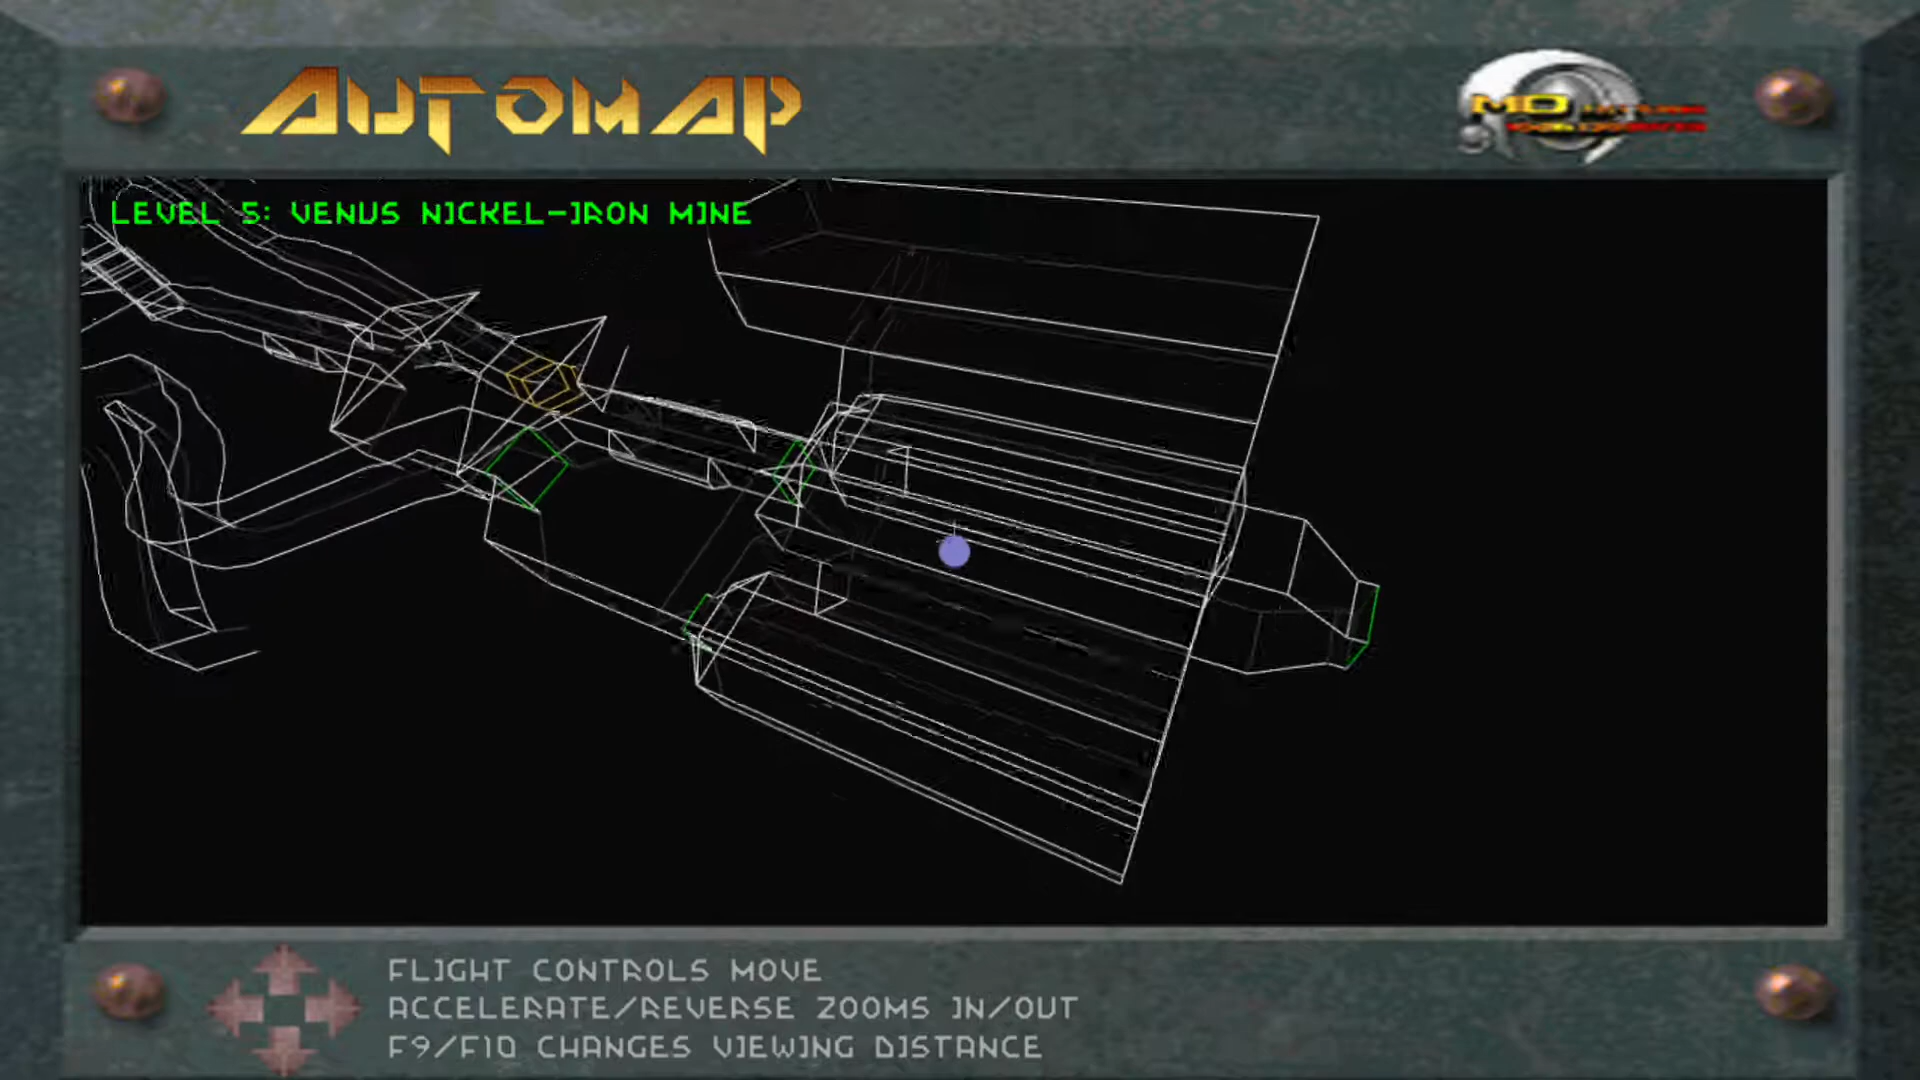 AUTOMAP
MD
LEVEL 5: VENUS NICKEL-IRON MINE
FLIGHT CONTROLS MOVE
ACCELERATE/REVERSE ZOOMS IN/OUT
F9/F10 CHANGES VIEWING DISTANCE